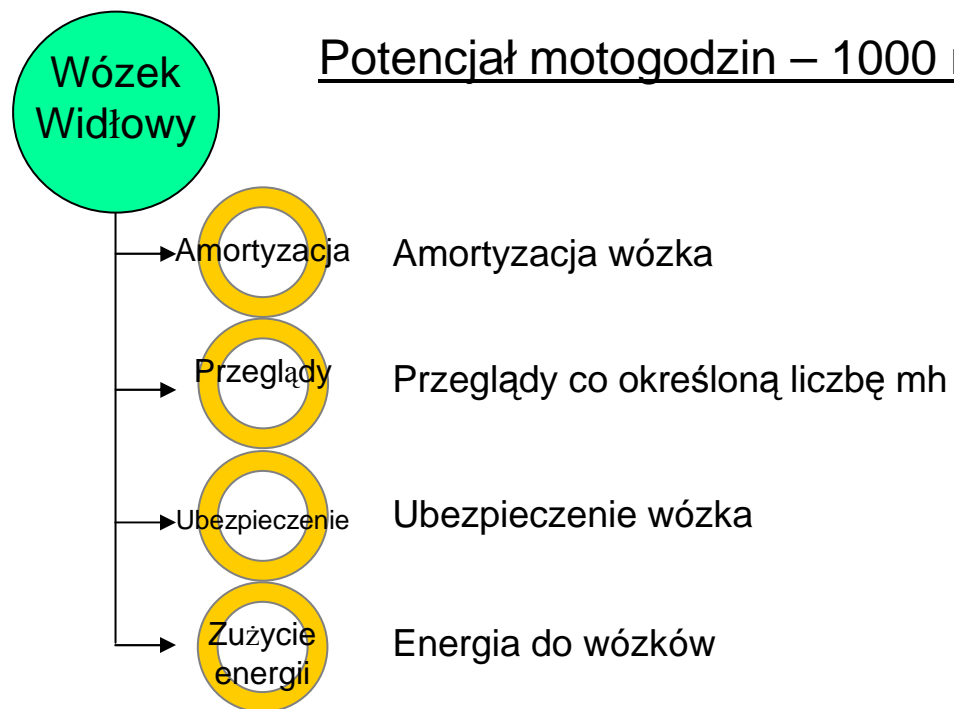 Wózek
Widłowy
Potencjał motogodzin – 1000
Amortyzacja
Amortyzacja wózka
Przeglądy
Przeglądy co określoną liczbę mh
Ubezpieczenie
Ubezpieczenie wózka
Zużycie
energii
Energia do wózków